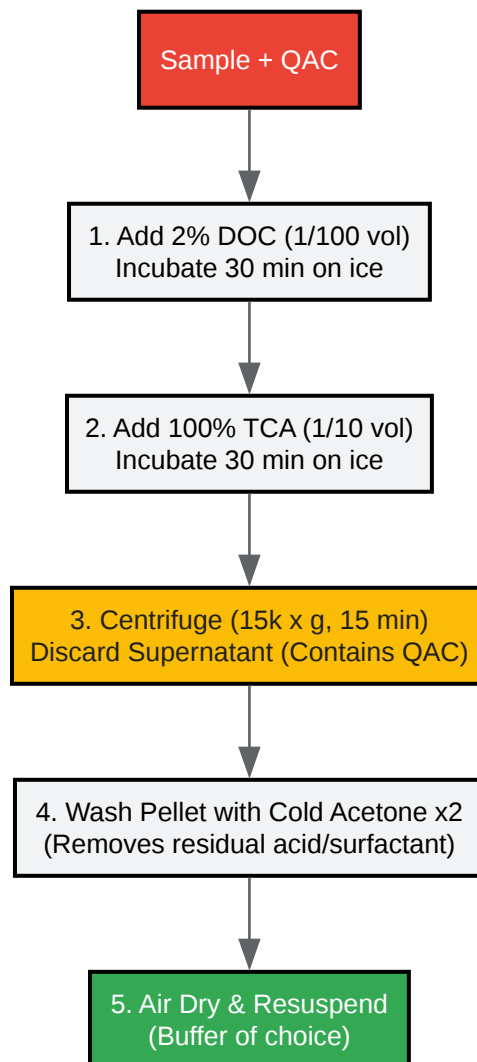 Sample + QAC
1. Add 2% DOC (1/100 vol)
Incubate 30 min on ice
2. Add 100% TCA (1/10 vol)
Incubate 30 min on ice
3. Centrifuge (15k x g, 15 min)
Discard Supernatant (Contains QAC)
4. Wash Pellet with Cold Acetone x2
(Removes residual acid/surfactant)
5. Air Dry & Resuspend
(Buffer of choice)